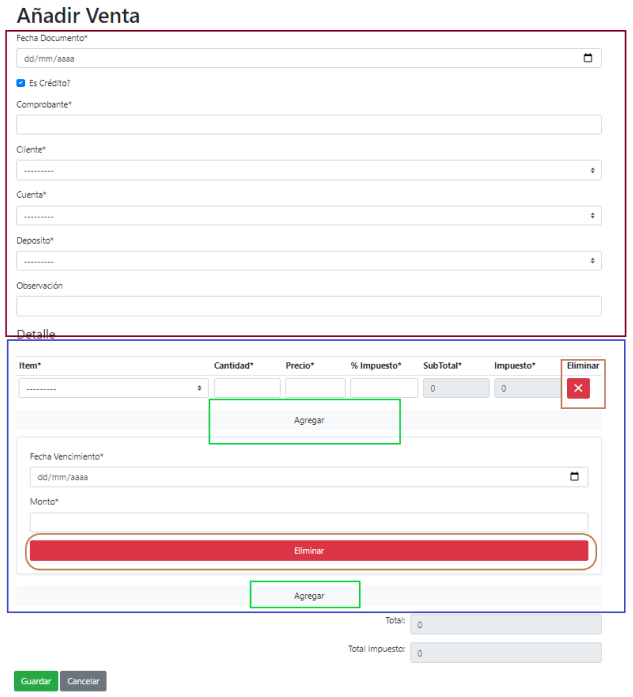 Añadir Venta
Fecha Documento*
dd/mm/aaaa
Es Crédito?
Comprobante*
Cliente*
---------
Cuenta*
---------
Deposito*
---------
Observación
Detalle
Item* Cantidad* Precio* % Impuesto* SubTotal* Impuesto* Eliminar
--------- 0 0
Agregar
Fecha Vencimiento*
dd/mm/aaaa
Monto*
Eliminar
Agregar
Total: 0
Total Impuesto: 0
Guardar Cancelar